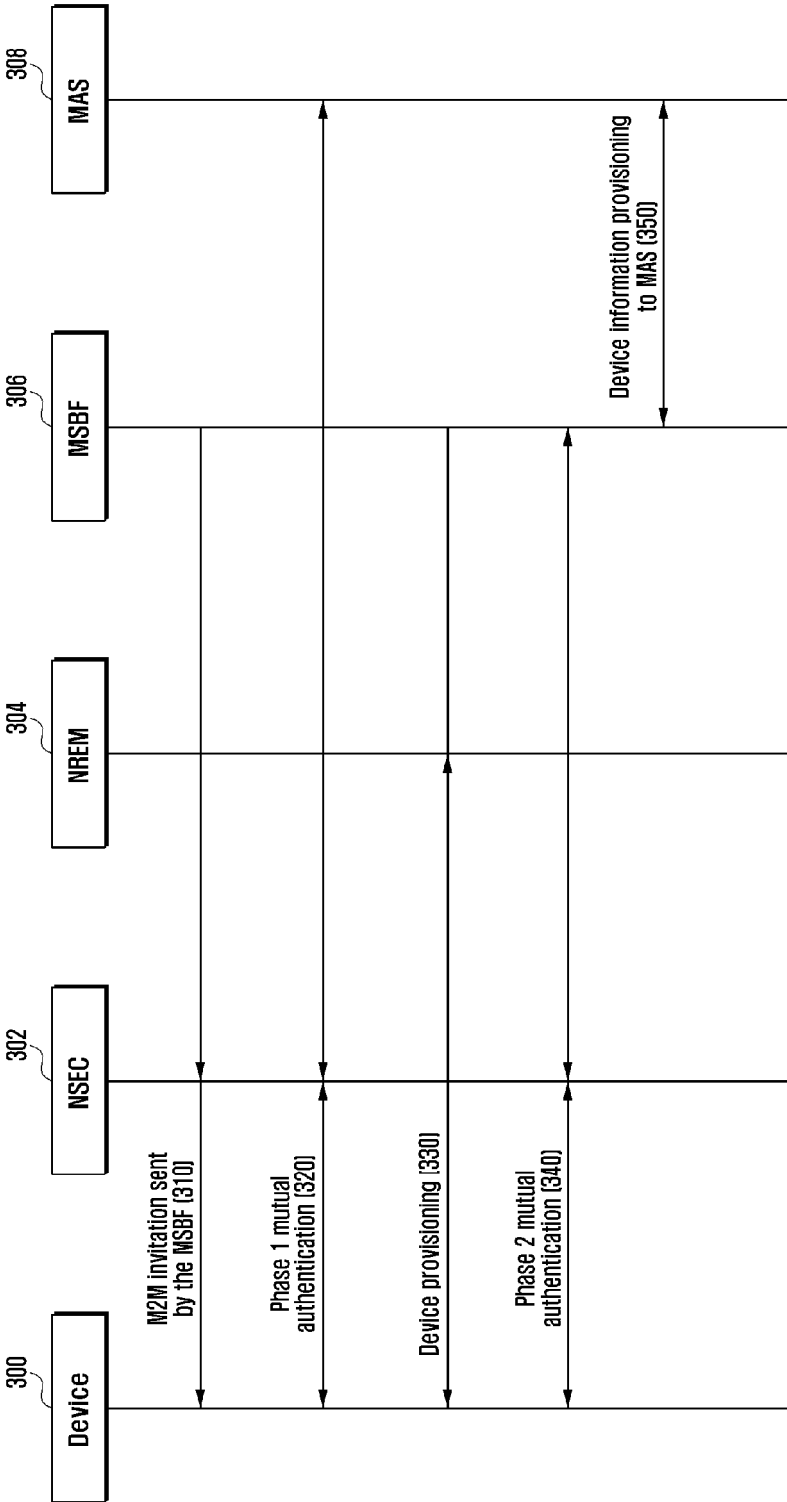 300
302
304
306
308
Device
NSEC
NREM
MSBF
MAS
M2M invitation sent
by the MSBF (310)
Phase 1 mutual
authentication (320)
Device provisioning (330)
Phase 2 mutual
authentication (340)
Device information provisioning
to MAS (350)